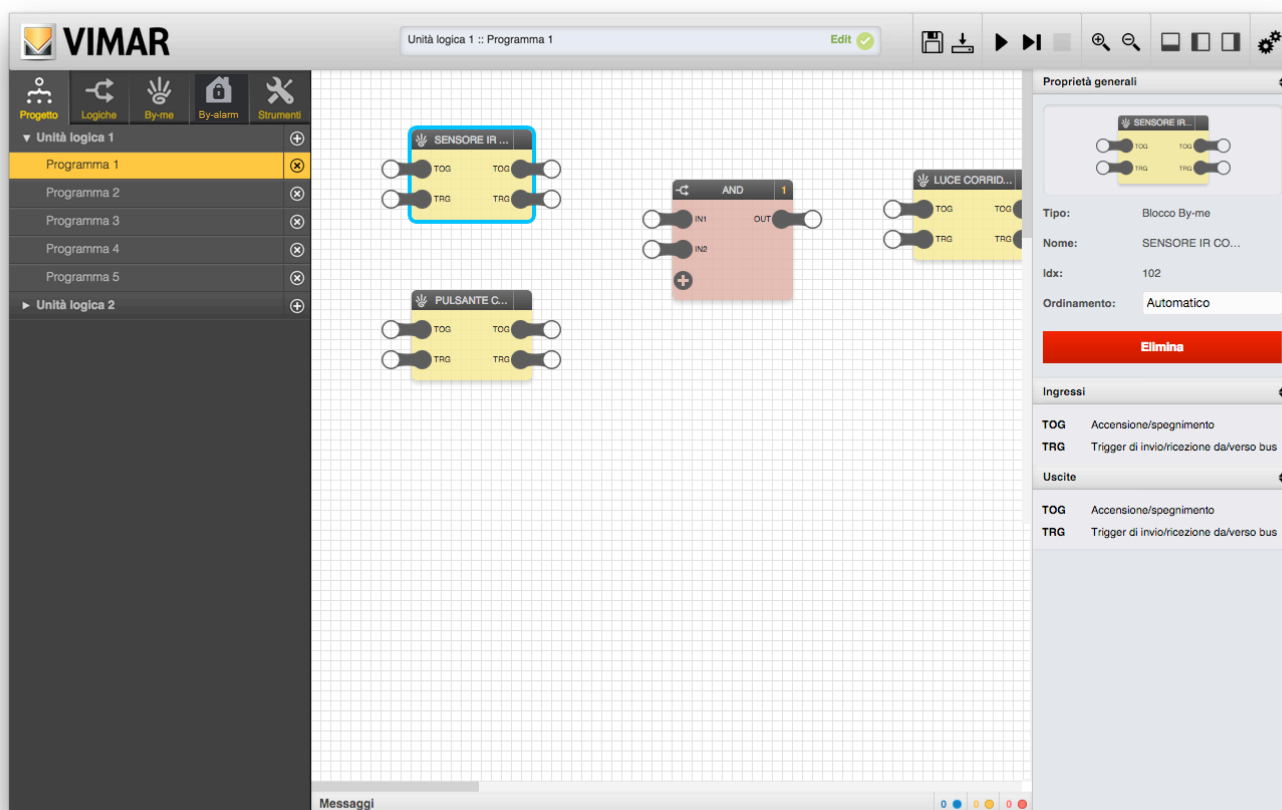 VIMAR
Unità logica 1 :: Programma 1
Edit
Progetto
Logiche
By-me
By-alarm
Strumenti
Unità logica 1
Programma 1
Programma 2
Programma 3
Programma 4
Programma 5
Unità logica 2
SENSORE IR ...
TOG TOG
TRG TRG
PULSANTE C...
TOG TOG
TRG TRG
AND 1
IN1 OUT
IN2
LUCE CORRID...
TOG TOG
TRG TRG
Messaggi
0 0 0
Proprietà generali
SENSORE IR...
TOG TOG
TRG TRG
Tipo: Blocco By-me
Nome: SENSORE IR CO...
Idx: 102
Ordinamento: Automatico
Elimina
Ingressi
TOG Accensione/spegnimento
TRG Trigger di invio/ricezione da/verso bus
Uscite
TOG Accensione/spegnimento
TRG Trigger di invio/ricezione da/verso bus